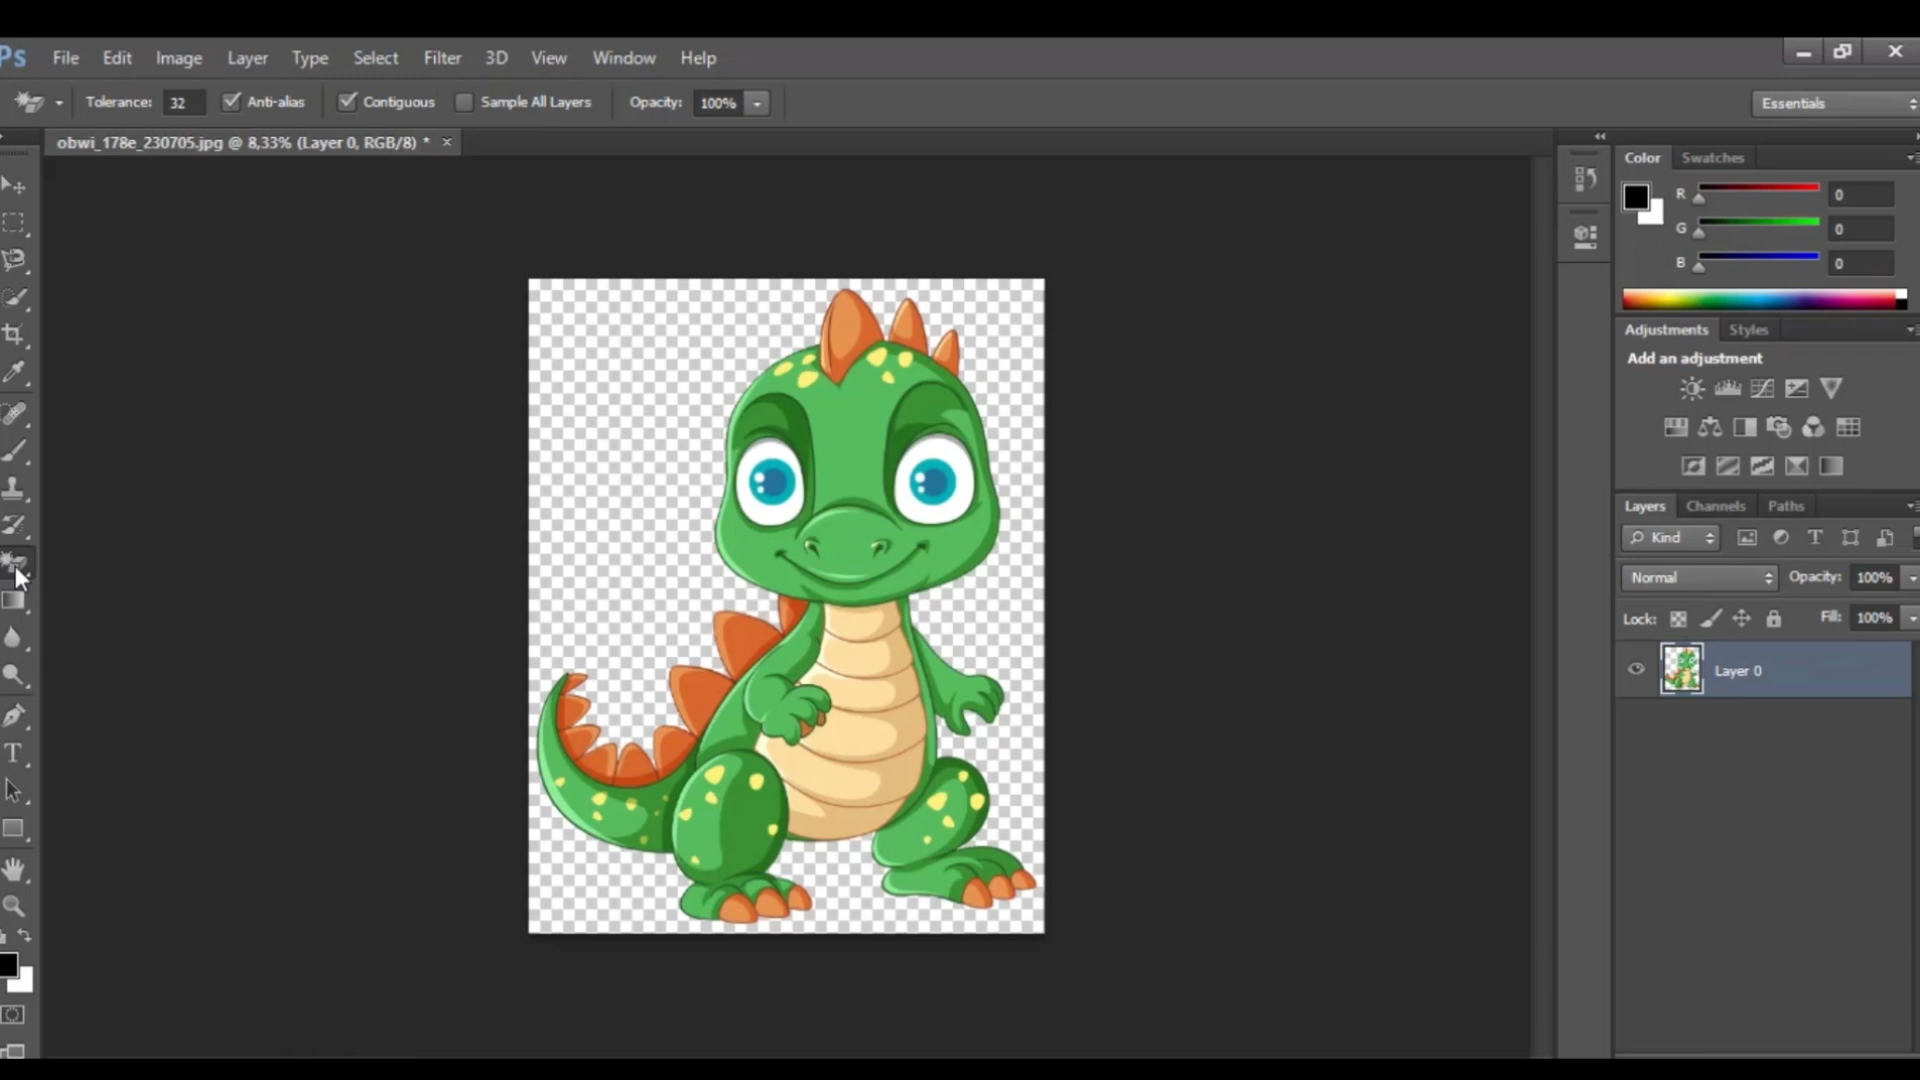 Ps File Edit Image Layer Type Select Filter 3D View Window Help
Tolerance: 32 Anti-alias Contiguous Sample All Layers Opacity: 100% Essentials
obwi_178e_230705.jpg @ 8,33% (Layer 0, RGB/8) * ×
Color Swatches
R 0
G 0
B 0
Adjustments Styles
Add an adjustment
Layers Channels Paths
Kind
Normal Opacity: 100%
Lock: Fill: 100%
Layer 0